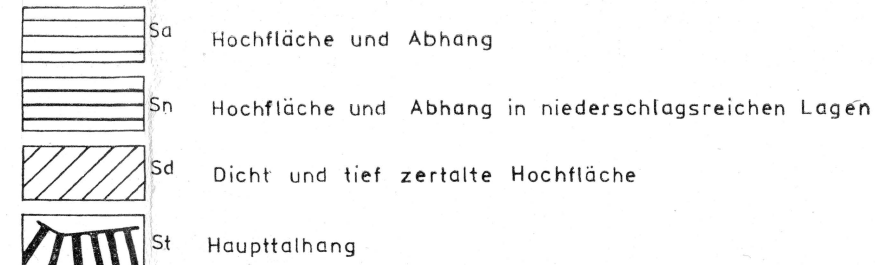 Sa Hochfläche und Abhang
Sn Hochfläche und Abhang in niederschlagsreichen Lagen
Sd Dicht und tief zertalte Hochfläche
St Haupttalhang